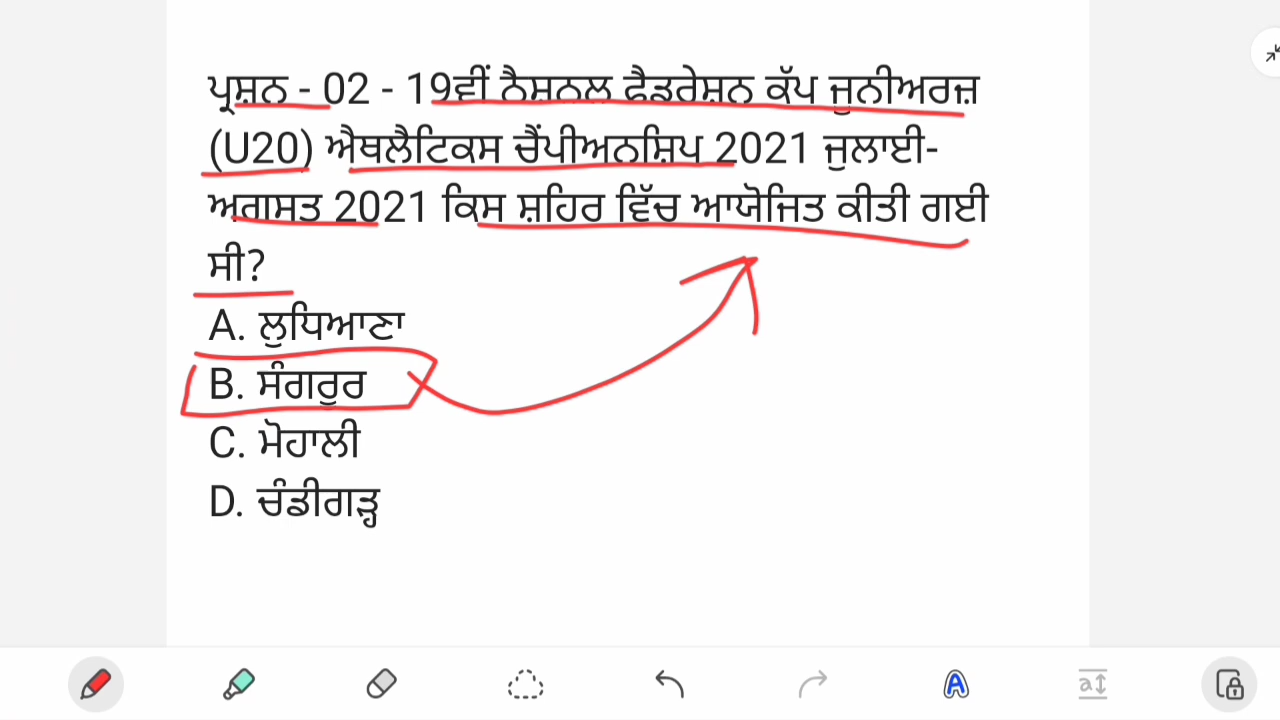 ਪ੍ਰਸ਼ਨ - 02 - 19ਵੀਂ ਨੈਸ਼ਨਲ ਫੈਡਰੇਸ਼ਨ ਕੱਪ ਜੂਨੀਅਰਜ਼
(U20) ਐਥਲੈਟਿਕਸ ਚੈਂਪੀਅਨਸ਼ਿਪ 2021 ਜੁਲਾਈ-
ਅਗਸਤ 2021 ਕਿਸ ਸ਼ਹਿਰ ਵਿੱਚ ਆਯੋਜਿਤ ਕੀਤੀ ਗਈ
ਸੀ?
A. ਲੁਧਿਆਣਾ
B. ਸੰਗਰੂਰ
C. ਮੋਹਾਲੀ
D. ਚੰਡੀਗੜ੍ਹ
A
a